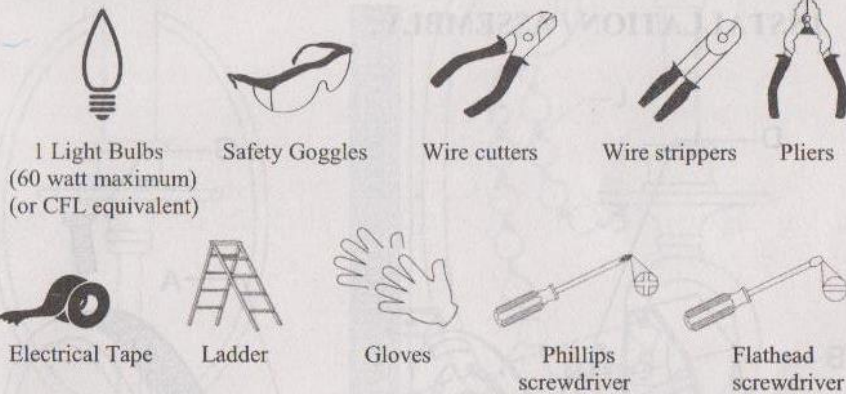 1 Light Bulbs
(60 watt maximum)
(or CFL equivalent)
Safety Goggles
Wire cutters
Wire strippers
Pliers
Electrical Tape
Ladder
Gloves
Phillips
screwdriver
Flathead
screwdriver